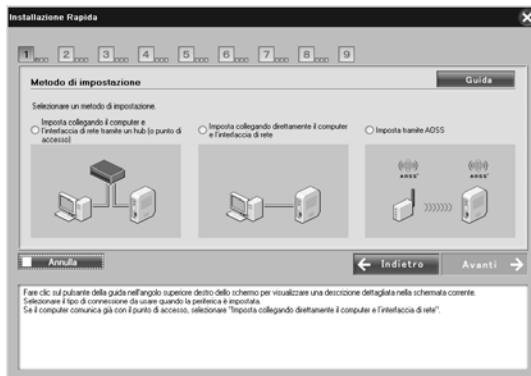 Installazione Rapida
1 2 3 4 5 6 7 8 9
Metodo di impostazione
Guida
Selezionare un metodo di impostazione.
Imposta collegando il computer e
l'interfaccia di rete tramite un hub (o punto di
accesso)
Imposta collegando direttamente il computer
e l'interfaccia di rete
Imposta tramite AOSS
AOSS AOSS
Annulla
Indietro
Avanti
Fare clic sul pulsante della guida nell'angolo superiore destro dello schermo per visualizzare una descrizione dettagliata nella schermata corrente.
Selezionare il tipo di connessione da usare quando la periferica è impostata.
Se il computer comunica già con il punto di accesso, selezionare "Imposta collegando direttamente il computer e l'interfaccia di rete".